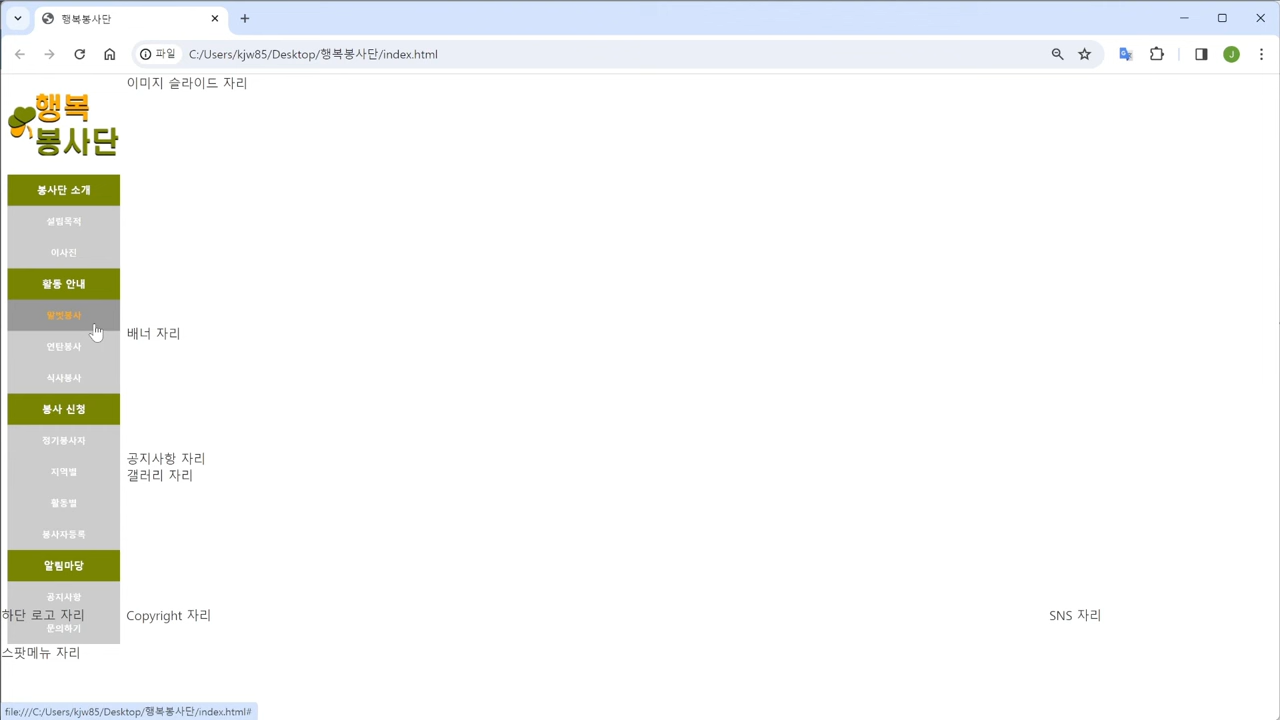 행복봉사단
파일
C:/Users/kjw85/Desktop/행복봉사단/index.html
J
이미지 슬라이드 자리
행복
봉사단
봉사단 소개
설립목적
이사진
활동 안내
말벗봉사
배너 자리
연탄봉사
식사봉사
봉사 신청
정기봉사자
공지사항 자리
지역별
갤러리 자리
활동별
봉사자등록
알림마당
공지사항
하단 로고 자리
Copyright 자리
SNS 자리
문의하기
스팟메뉴 자리
file:///C:/Users/kjw85/Desktop/행복봉사단/index.html#